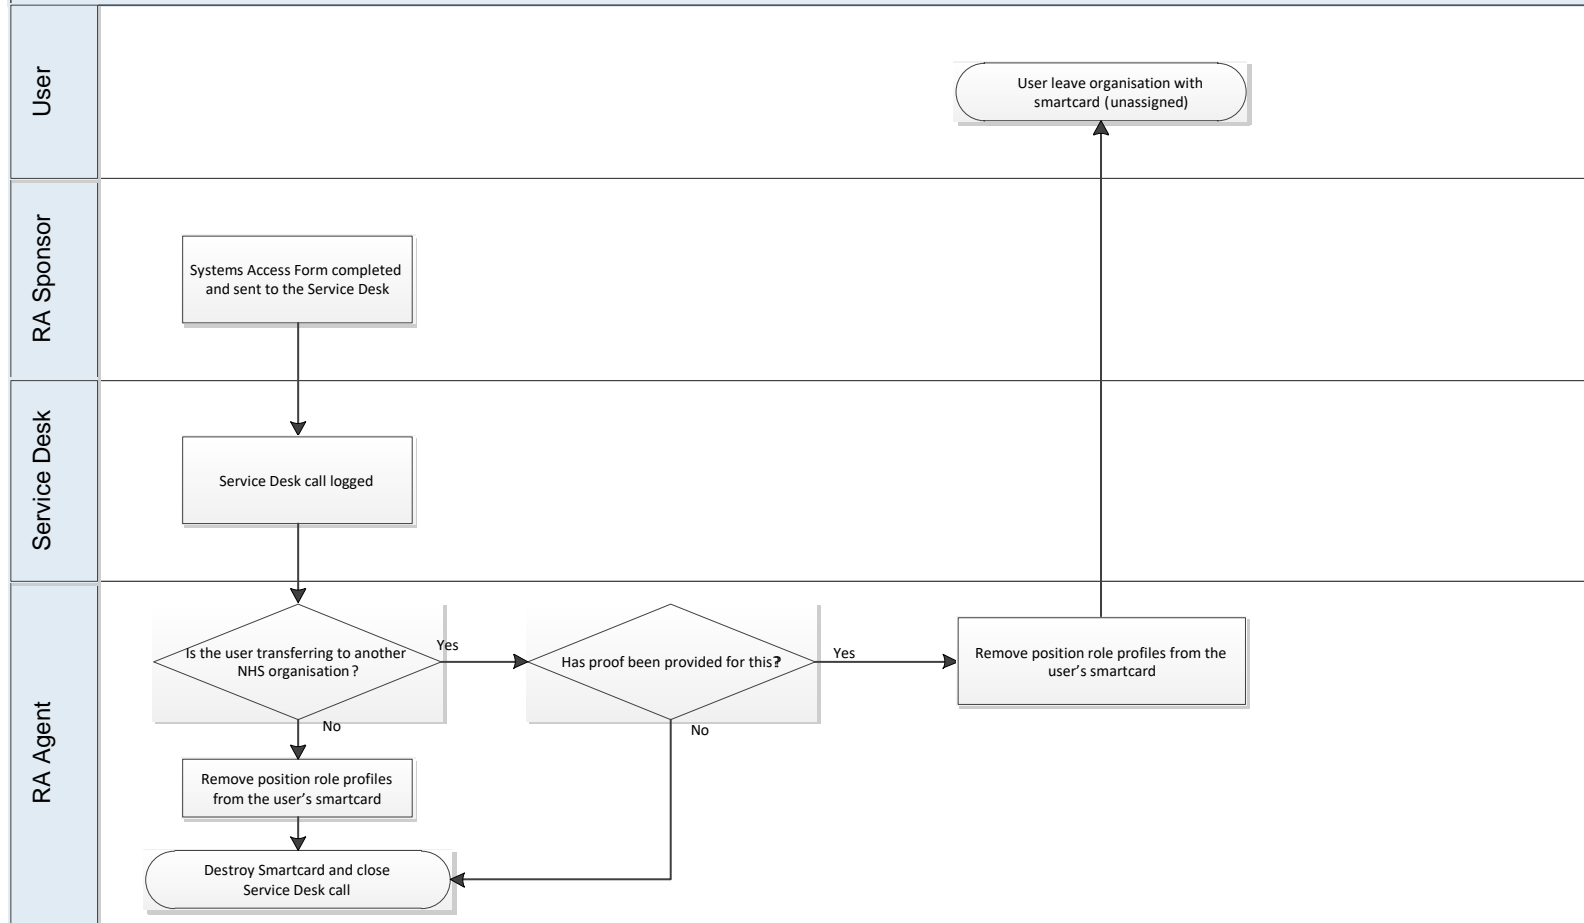 User
User leave organisation with
smartcard (unassigned)
RA Sponsor
Systems Access Form completed
and sent to the Service Desk
Service Desk
Service Desk call logged
RA Agent
Is the user transferring to another
NHS organisation?
Yes
Has proof been provided for this?
Yes
Remove position role profiles from the
user's smartcard
No
No
Remove position role profiles
from the user's smartcard
Destroy Smartcard and close
Service Desk call